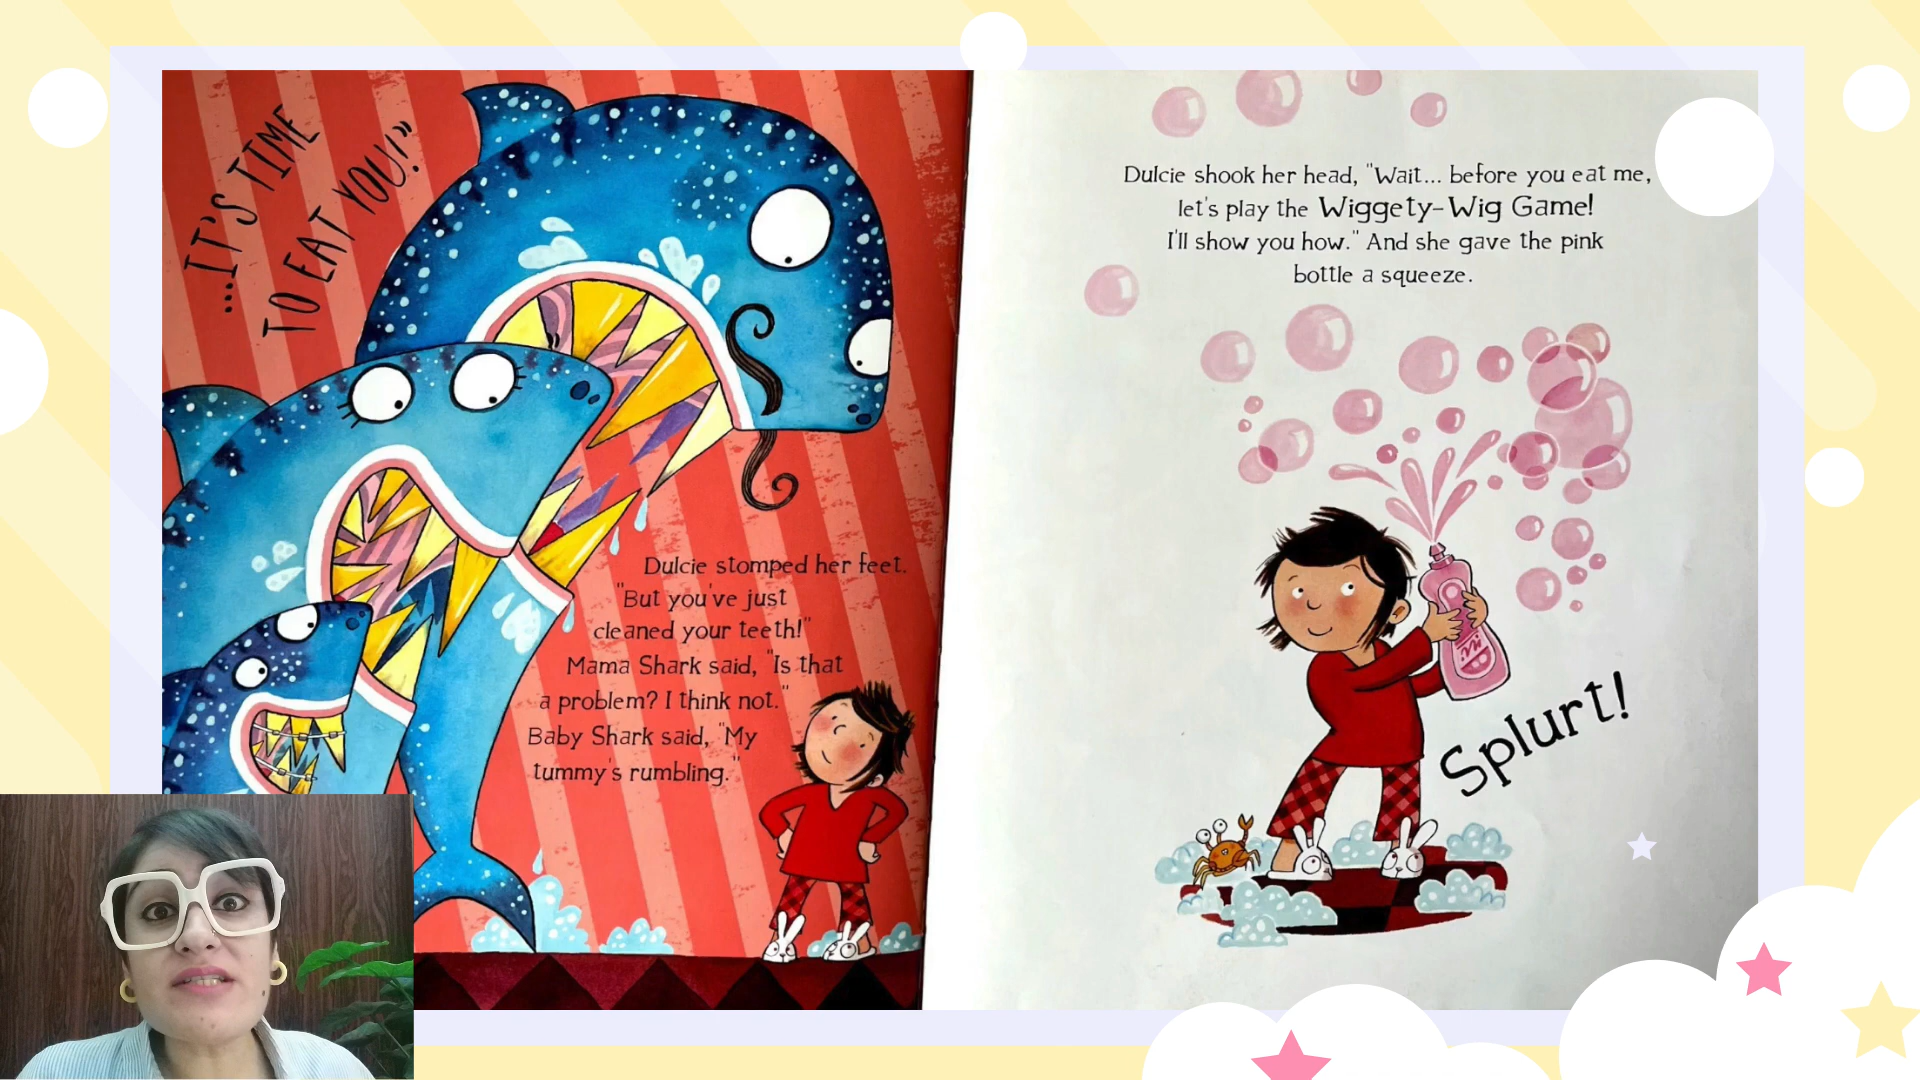 ...IT'S TIME
TO EAT YOU!"
Dulcie stomped her feet.
"But you've just
cleaned your teeth!"
Mama Shark said, "Is that
a problem? I think not."
Baby Shark said, "My
tummy's rumbling."
Dulcie shook her head, "Wait... before you eat me,
let's play the Wiggety-Wig Game!
I'll show you how." And she gave the pink
bottle a squeeze.
Splurt!